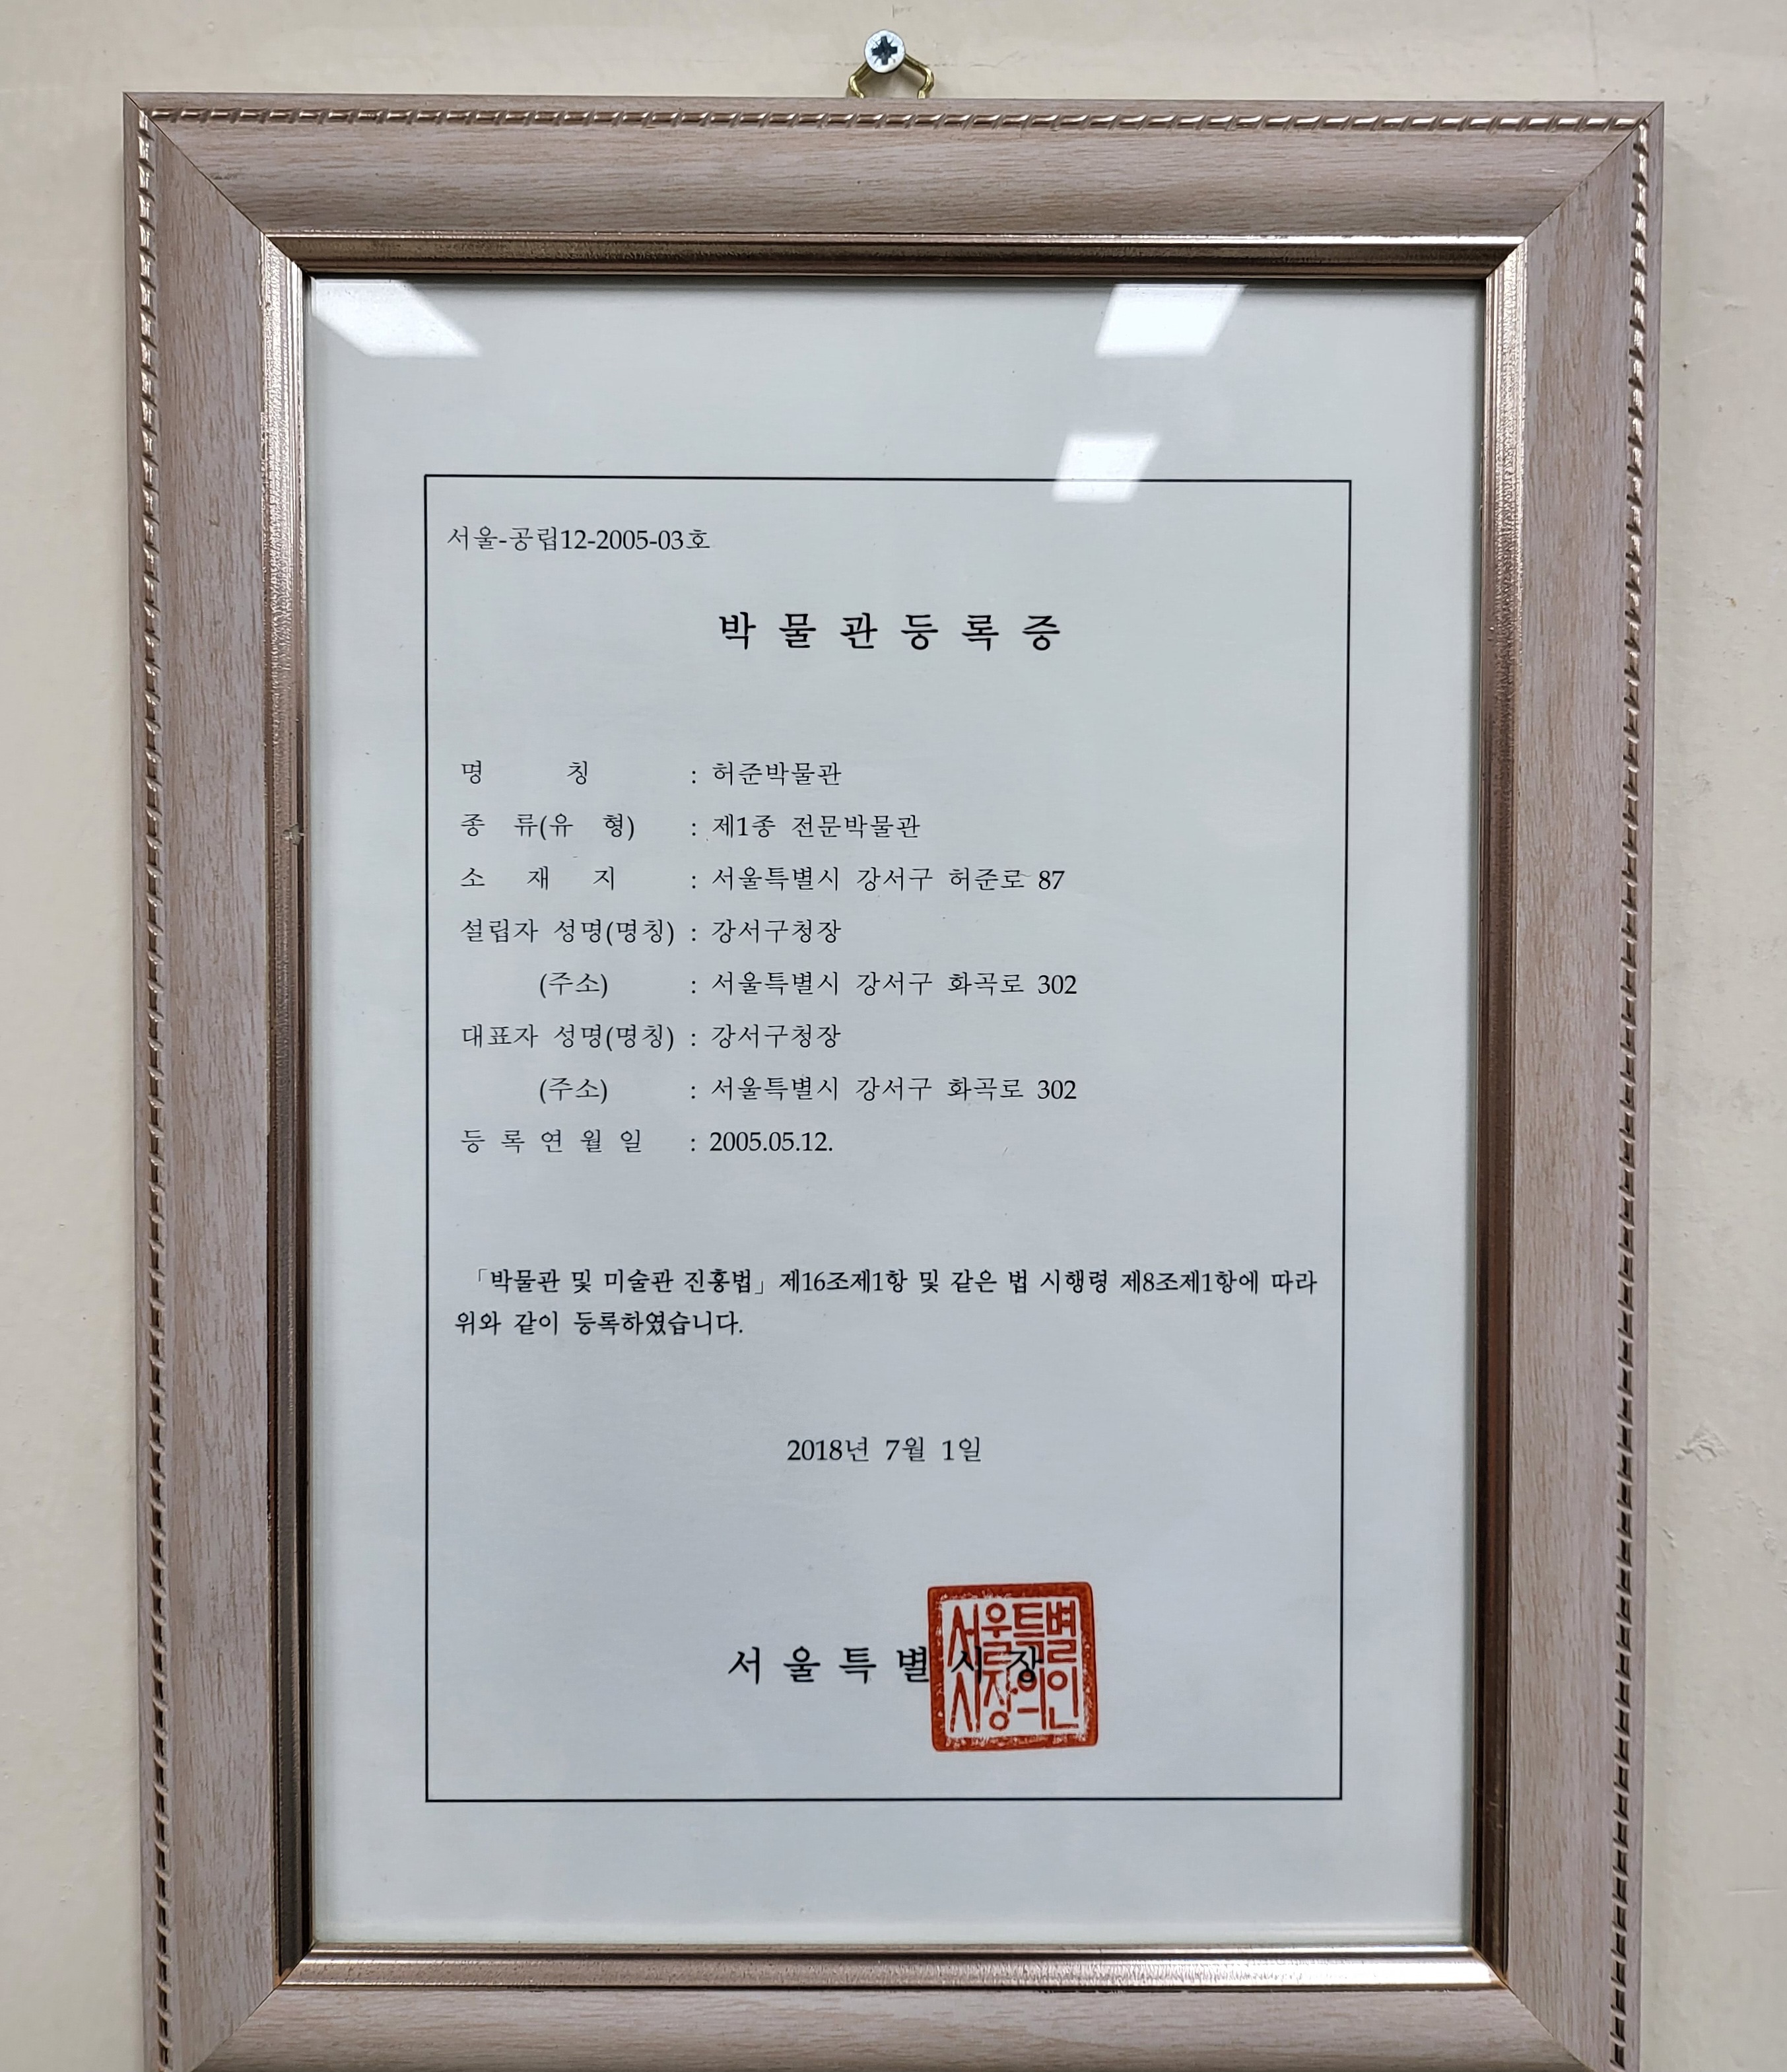 서울-공립12-2005-03호
박 물 관 등 록 증
명 칭 : 허준박물관
종 류(유 형) : 제1종 전문박물관
소 재 지 : 서울특별시 강서구 허준로 87
설립자 성명(명칭) : 강서구청장
(주소) : 서울특별시 강서구 화곡로 302
대표자 성명(명칭) : 강서구청장
(주소) : 서울특별시 강서구 화곡로 302
등 록 연 월 일 : 2005.05.12.
「박물관 및 미술관 진흥법」제16조제1항 및 같은 법 시행령 제8조제1항에 따라
위와 같이 등록하였습니다.
2018년 7월 1일
서 울 특 별 시 장
서울특별
시장의인